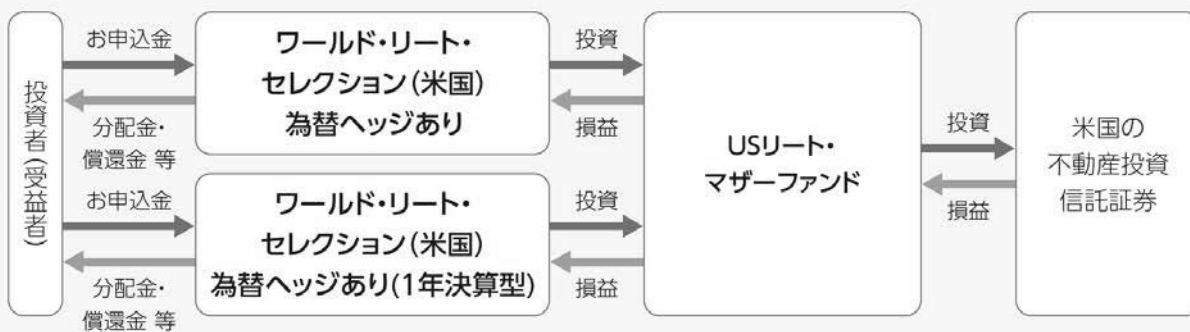 投資者(受益者)
お申込金
分配金・
償還金 等
ワールド・リート・
セレクション(米国)
為替ヘッジあり
投資
損益
お申込金
分配金・
償還金 等
ワールド・リート・
セレクション(米国)
為替ヘッジあり(1年決算型)
投資
損益
USリート・
マザーファンド
投資
損益
米国の
不動産投資
信託証券